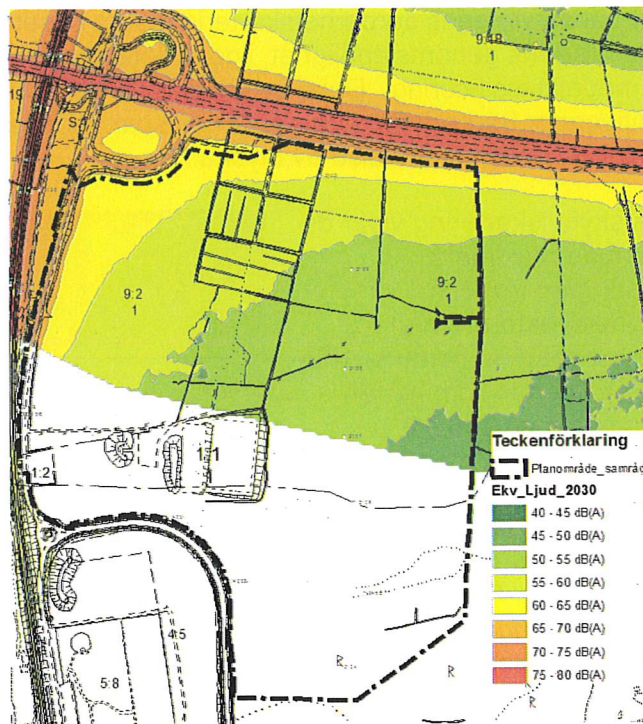 9:48
1
19
S
9:2
1
9:2
1
1:2
1:1
4:5
5:8
R
R
R
Teckenförklaring
Planområde_samråd
Ekv_Ljud_2030
40 - 45 dB(A)
45 - 50 dB(A)
50 - 55 dB(A)
55 - 60 dB(A)
60 - 65 dB(A)
65 - 70 dB(A)
70 - 75 dB(A)
75 - 80 dB(A)